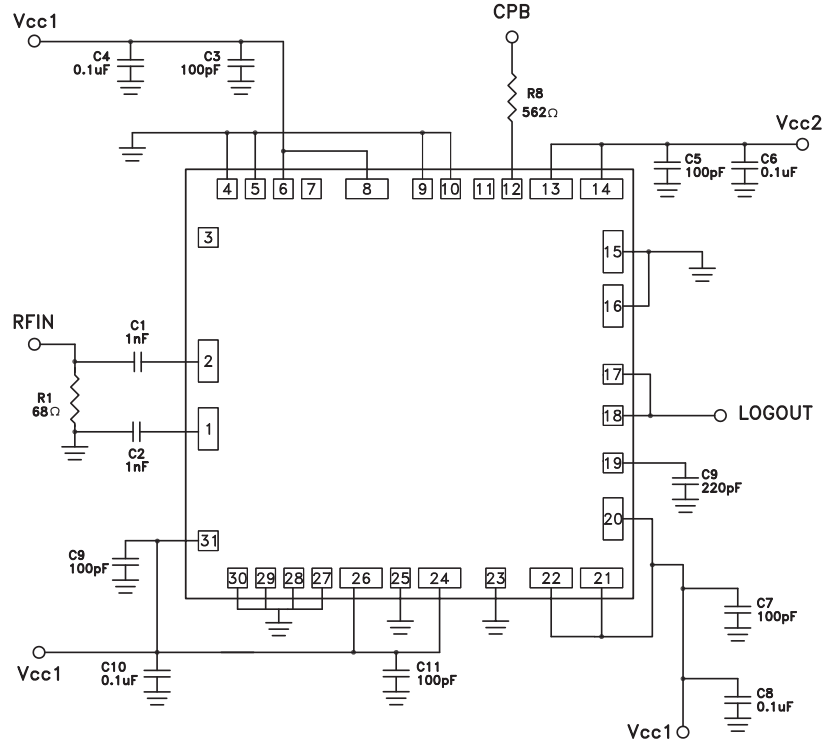 Vcc1
CPB
C4
0.1uF
C3
100pF
R8
562Ω
Vcc2
C5
100pF
C6
0.1uF
4
5
6
7
8
9
10
11
12
13
14
3
15
16
RFIN
C1
1nF
2
17
R1
68Ω
18
LOGOUT
1
C2
1nF
19
C9
220pF
20
31
C9
100pF
30
29
28
27
26
25
24
23
22
21
C7
100pF
Vcc1
C10
0.1uF
C11
100pF
C8
0.1uF
Vcc1